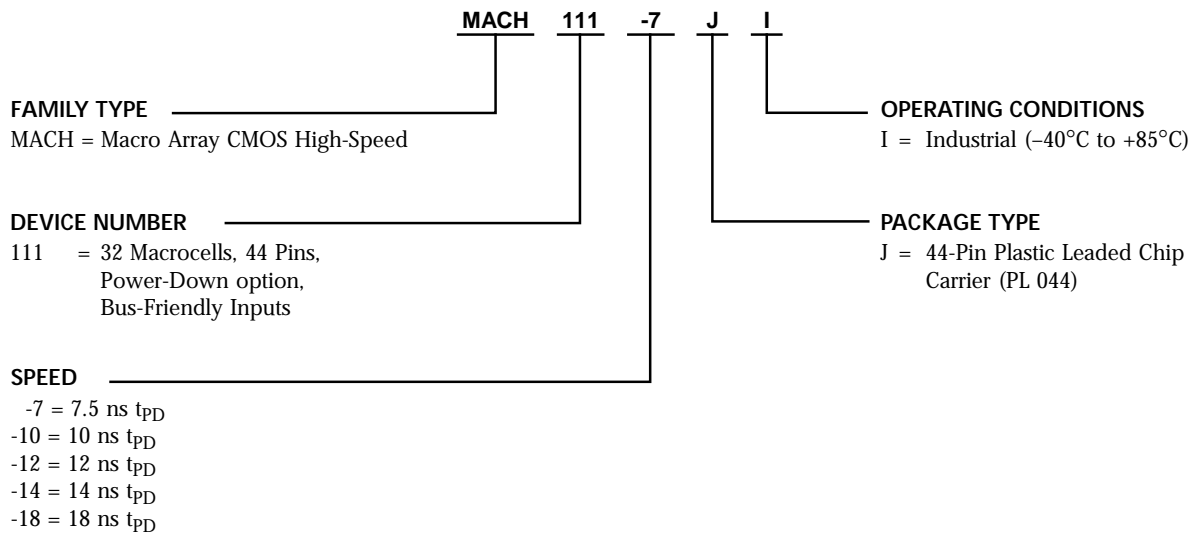 MACH 111 -7 J I
FAMILY TYPE
MACH = Macro Array CMOS High-Speed
DEVICE NUMBER
111 = 32 Macrocells, 44 Pins,
Power-Down option,
Bus-Friendly Inputs
SPEED
-7 = 7.5 ns tPD
-10 = 10 ns tPD
-12 = 12 ns tPD
-14 = 14 ns tPD
-18 = 18 ns tPD
OPERATING CONDITIONS
I = Industrial (–40°C to +85°C)
PACKAGE TYPE
J = 44-Pin Plastic Leaded Chip
Carrier (PL 044)